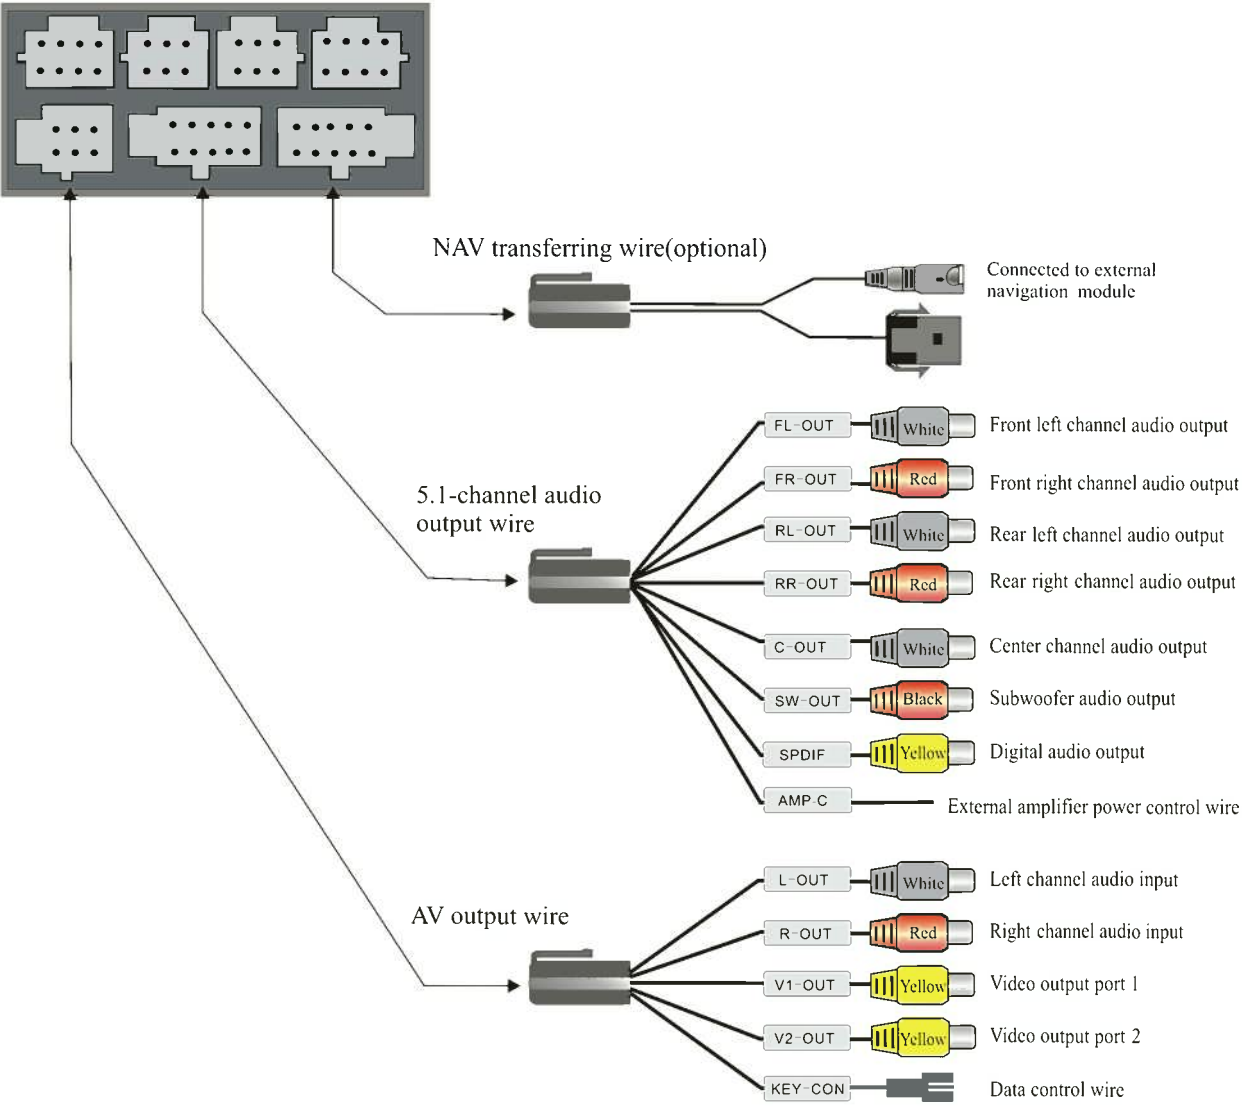 NAV transferring wire(optional)
Connected to external
navigation module
5.1-channel audio
output wire
FL-OUT White Front left channel audio output
FR-OUT Red Front right channel audio output
RL-OUT White Rear left channel audio output
RR-OUT Red Rear right channel audio output
C-OUT White Center channel audio output
SW-OUT Black Subwoofer audio output
SPDIF Yellow Digital audio output
AMP-C External amplifier power control wire
AV output wire
L-OUT White Left channel audio input
R-OUT Red Right channel audio input
V1-OUT Yellow Video output port 1
V2-OUT Yellow Video output port 2
KEY-CON Data control wire